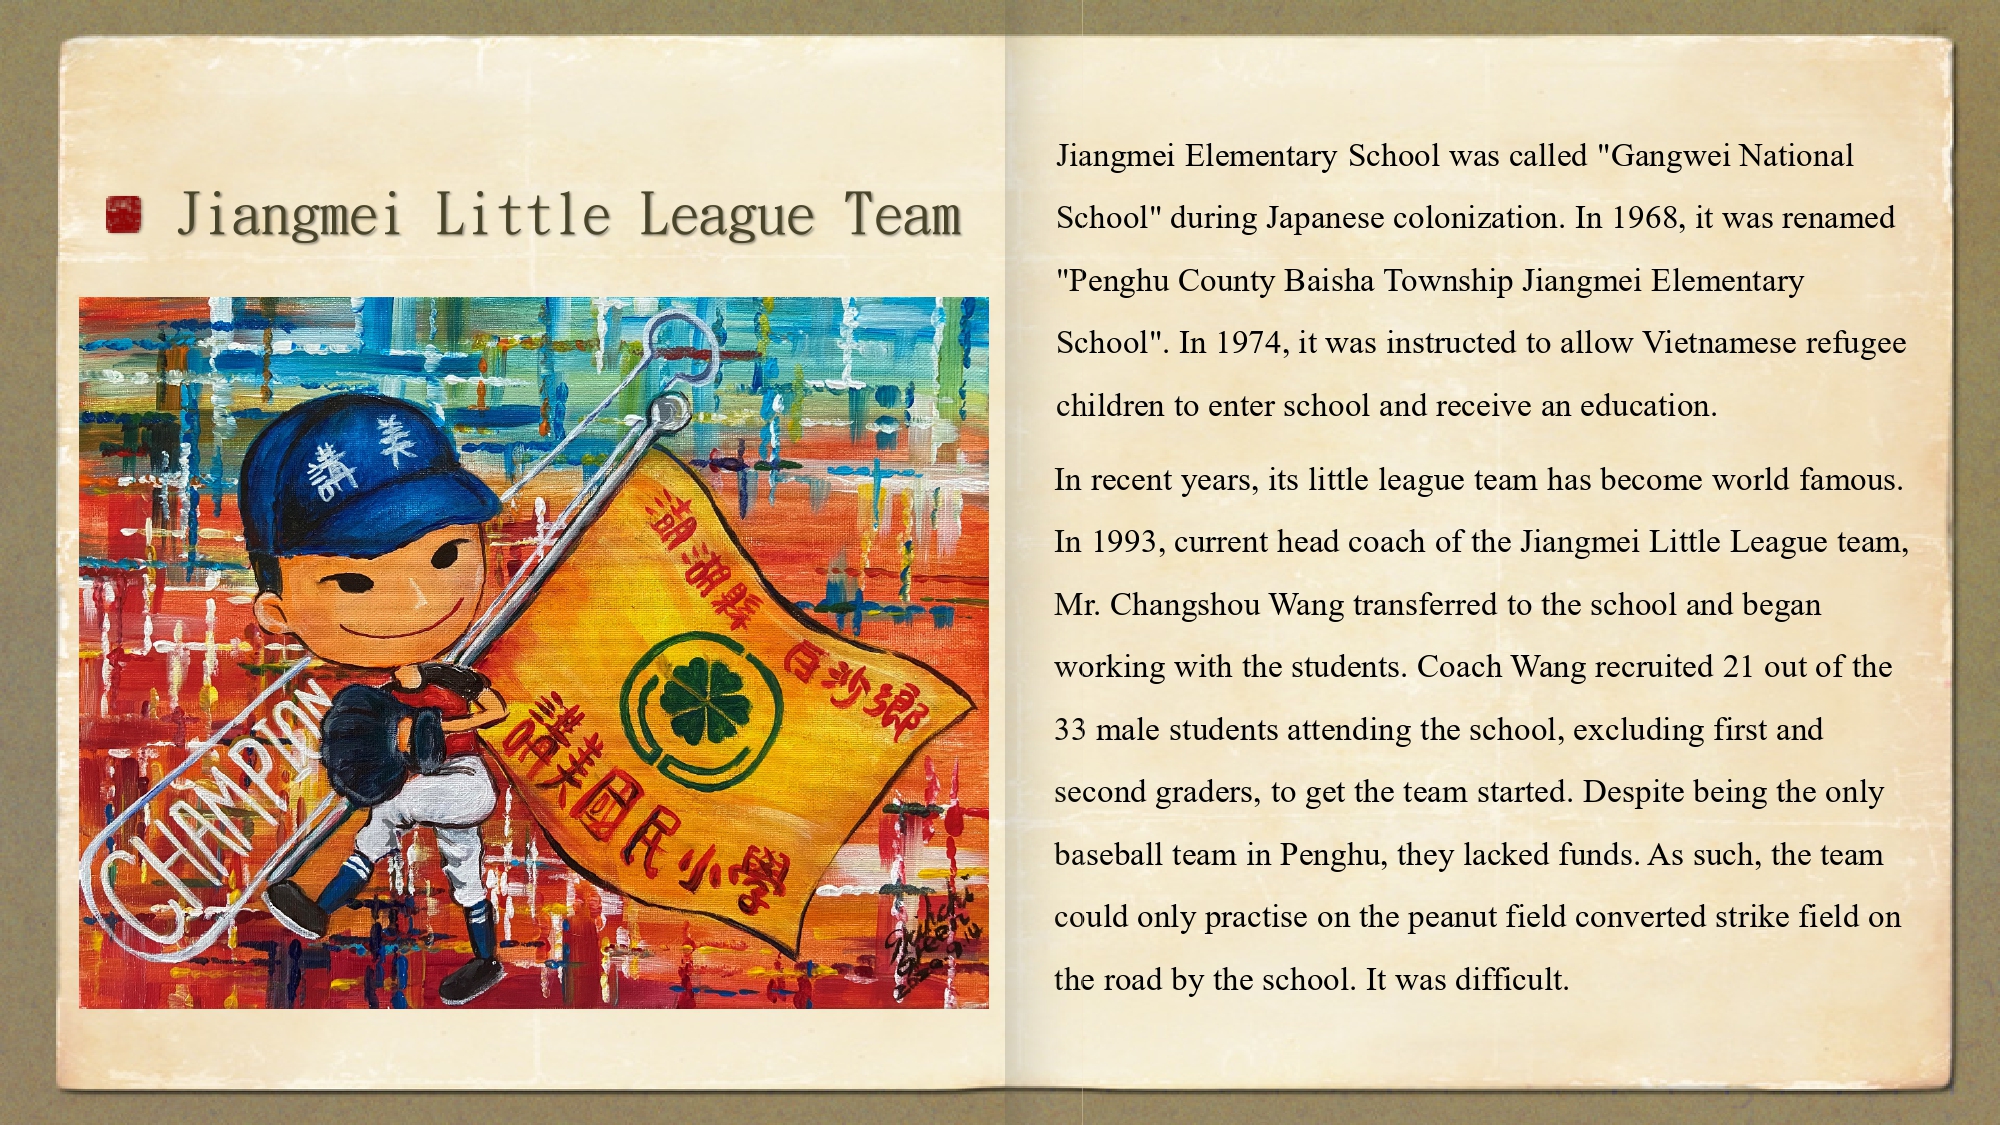 Jiangmei Little League Team
講美
CHAMPION
澎湖縣
白沙鄉
講美國民小學
Jiangmei Elementary School was called "Gangwei National
School" during Japanese colonization. In 1968, it was renamed
"Penghu County Baisha Township Jiangmei Elementary
School". In 1974, it was instructed to allow Vietnamese refugee
children to enter school and receive an education.
In recent years, its little league team has become world famous.
In 1993, current head coach of the Jiangmei Little League team,
Mr. Changshou Wang transferred to the school and began
working with the students. Coach Wang recruited 21 out of the
33 male students attending the school, excluding first and
second graders, to get the team started. Despite being the only
baseball team in Penghu, they lacked funds. As such, the team
could only practise on the peanut field converted strike field on
the road by the school. It was difficult.